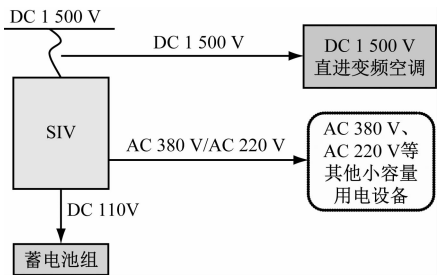 DC 1 500 V
DC 1 500 V
DC 1 500 V
直进变频空调
SIV
AC 380 V/AC 220 V
AC 380 V、
AC 220 V等
其他小容量
用电设备
DC 110V
蓄电池组